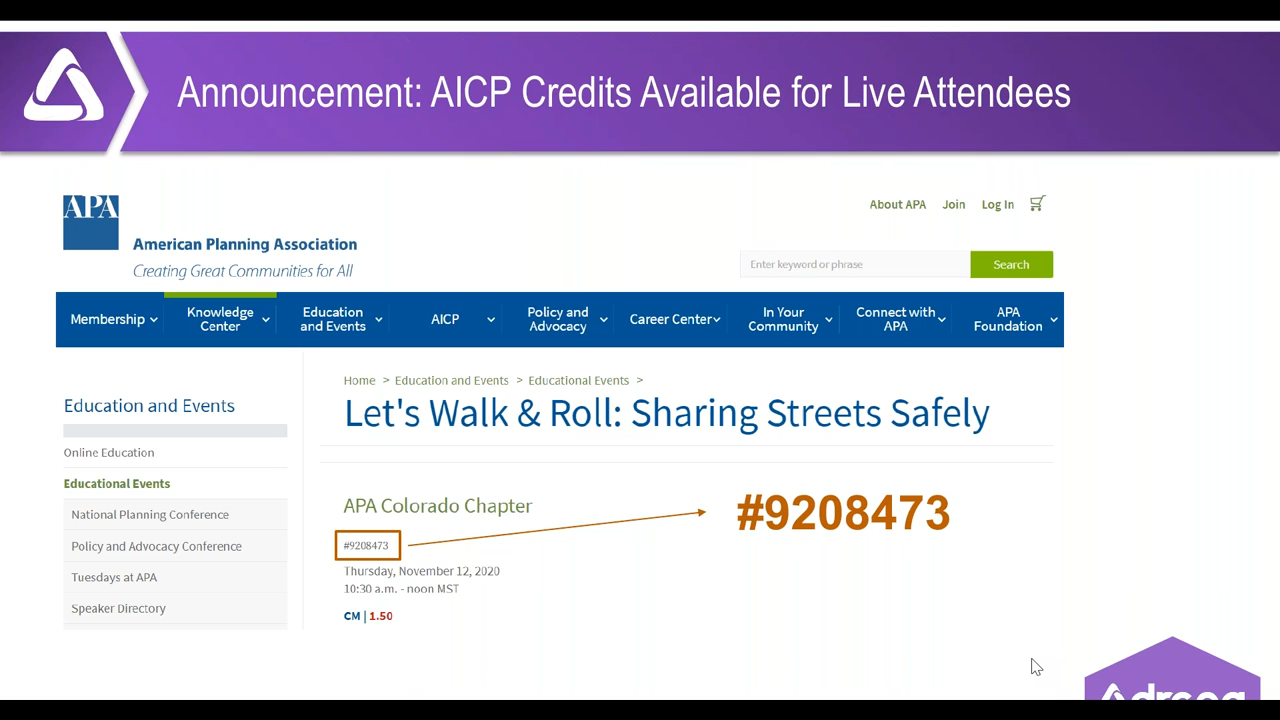 Announcement: AICP Credits Available for Live Attendees
APA
American Planning Association
Creating Great Communities for All
About APA Join Log In
Enter keyword or phrase Search
Membership Knowledge Center Education and Events AICP Policy and Advocacy Career Center In Your Community Connect with APA APA Foundation
Home > Education and Events > Educational Events >
Let's Walk & Roll: Sharing Streets Safely
Education and Events
Online Education
Educational Events
National Planning Conference
Policy and Advocacy Conference
Tuesdays at APA
Speaker Directory
APA Colorado Chapter
#9208473
#9208473
Thursday, November 12, 2020
10:30 a.m. - noon MST
CM | 1.50